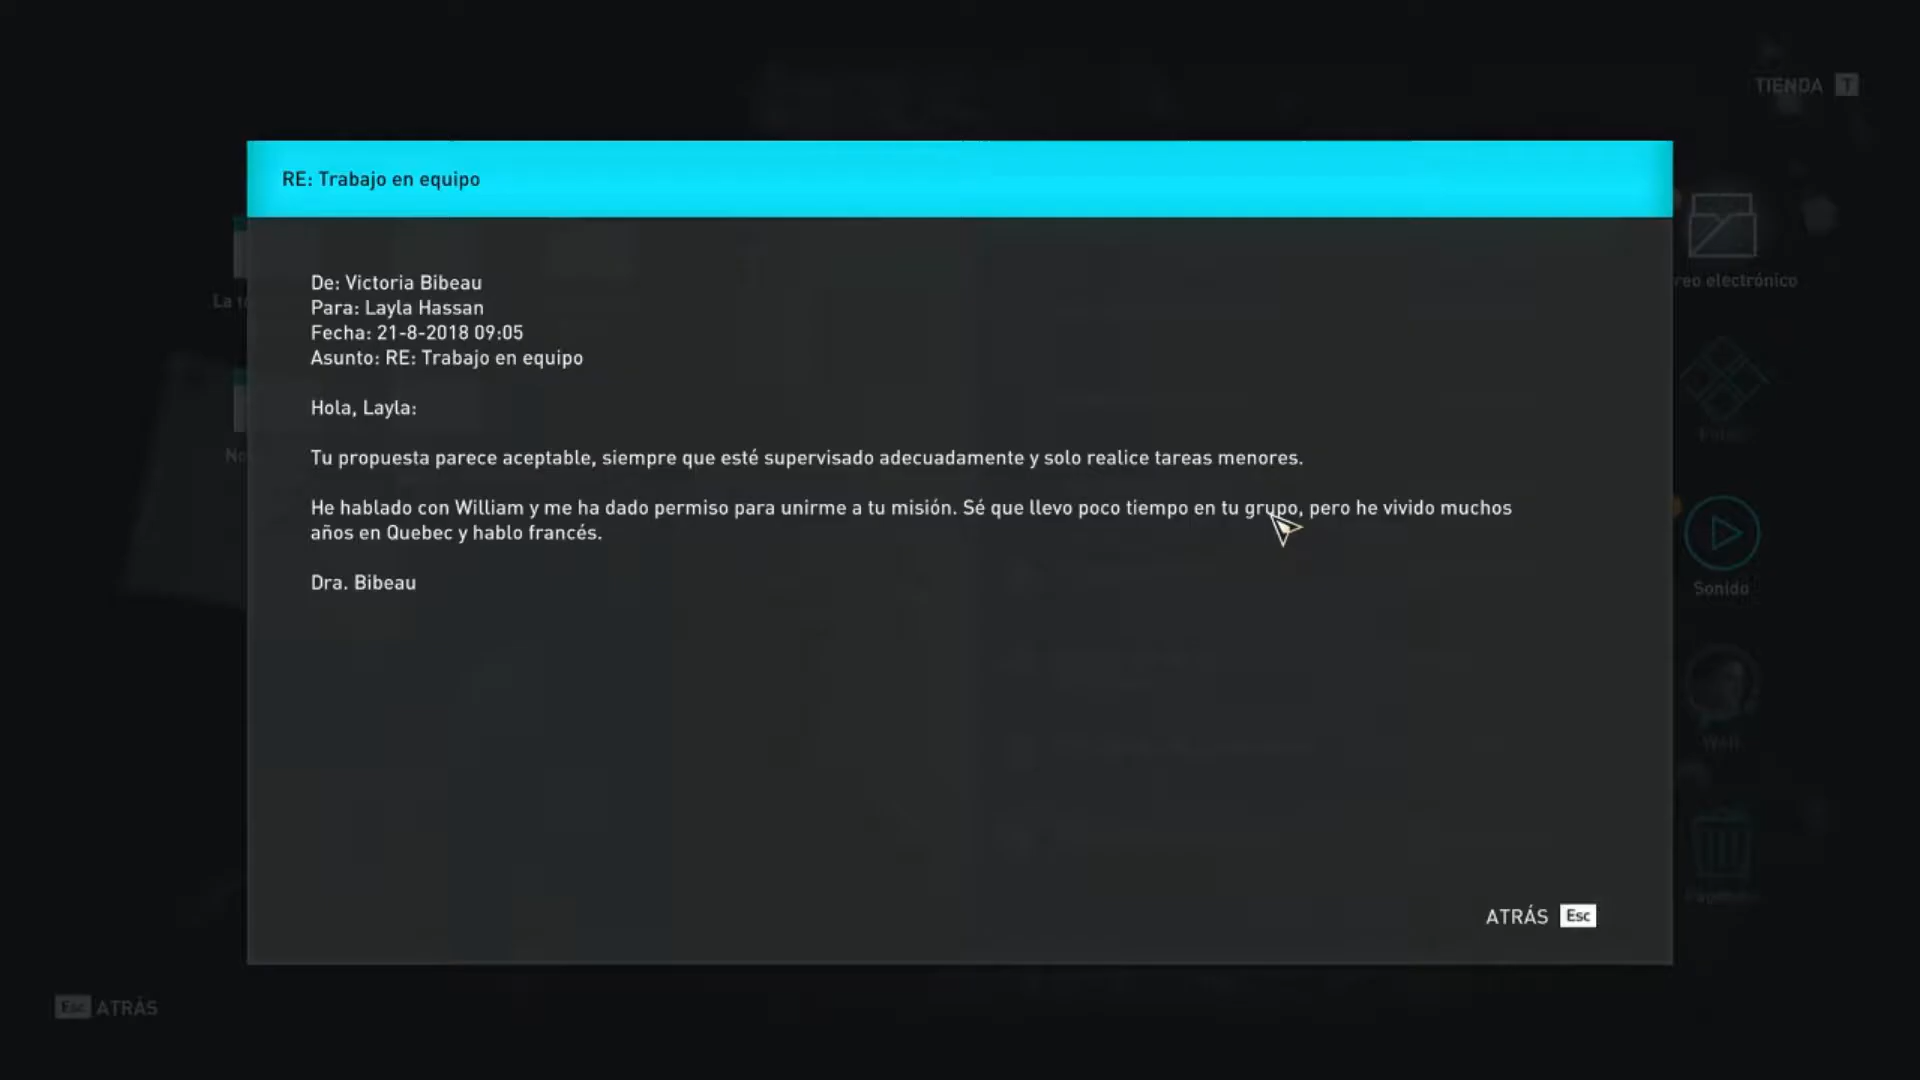 TIENDA T
RE: Trabajo en equipo
De: Victoria Bibeau
Para: Layla Hassan
Fecha: 21-8-2018 09:05
Asunto: RE: Trabajo en equipo
Hola, Layla:
Tu propuesta parece aceptable, siempre que esté supervisado adecuadamente y solo realice tareas menores.
He hablado con William y me ha dado permiso para unirme a tu misión. Sé que llevo poco tiempo en tu grupo, pero he vivido muchos
años en Quebec y hablo francés.
Dra. Bibeau
reo electrónico
Sonido
ATRÁS Esc
Esc ATRÁS